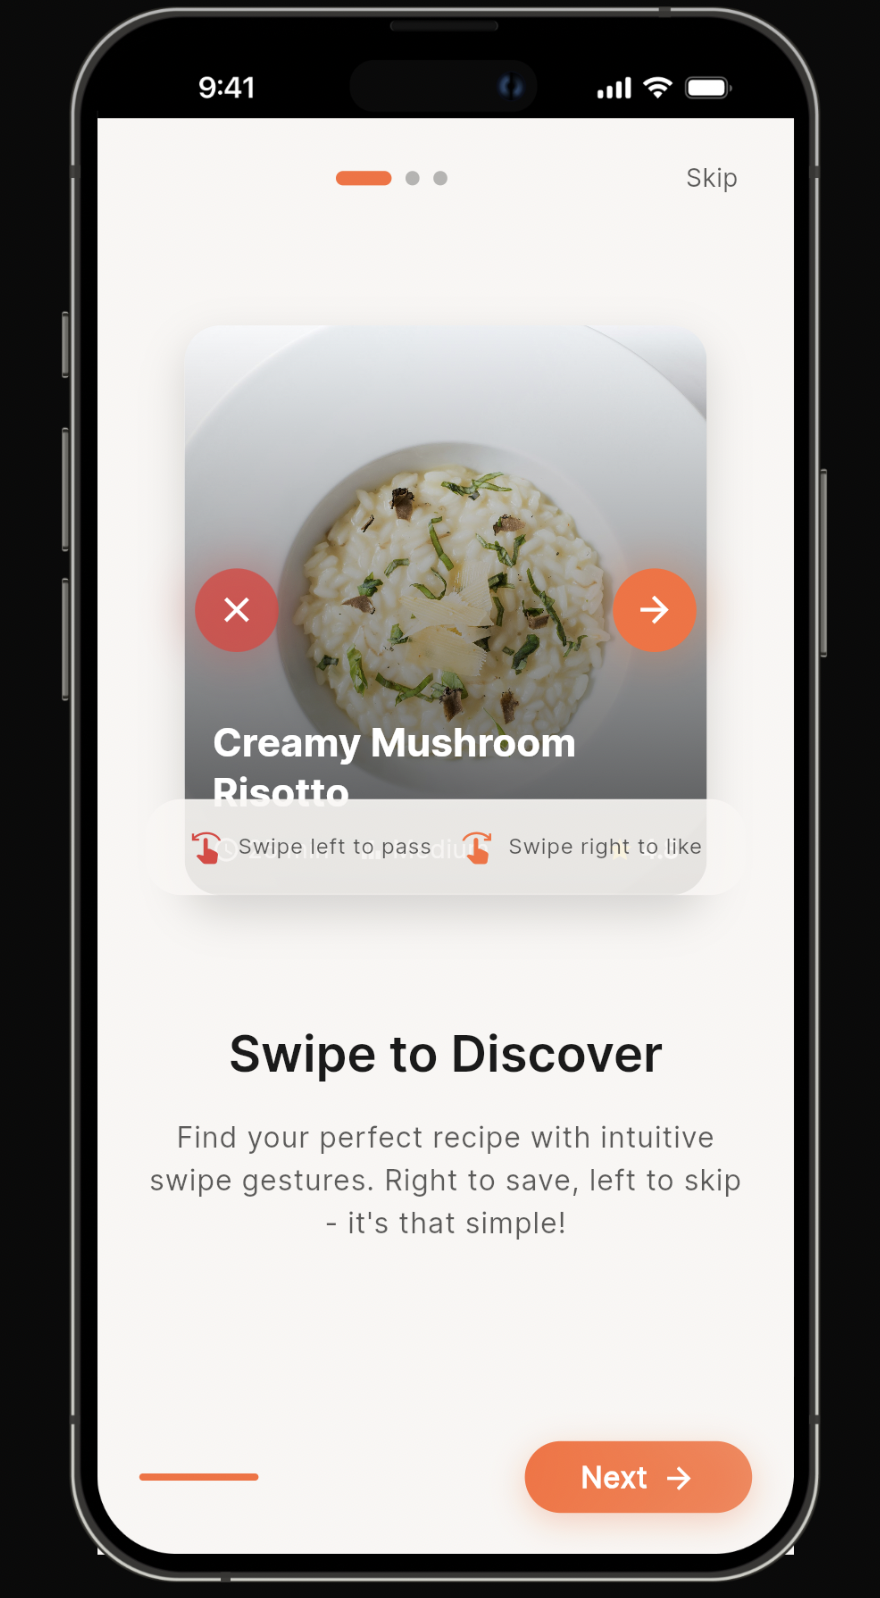 9:41
Skip
Creamy Mushroom
Risotto
Swipe left to pass Swipe right to like
Swipe to Discover
Find your perfect recipe with intuitive
swipe gestures. Right to save, left to skip
- it's that simple!
Next